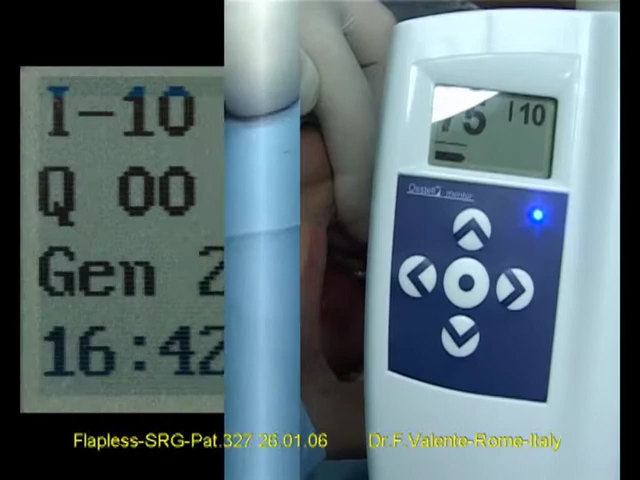 I-10
Q 00
Gen 2
16:42
75 I10
Osstell mentor
Flapless-SRG-Pat.327 26.01.06 Dr.F.Valente-Rome-Italy